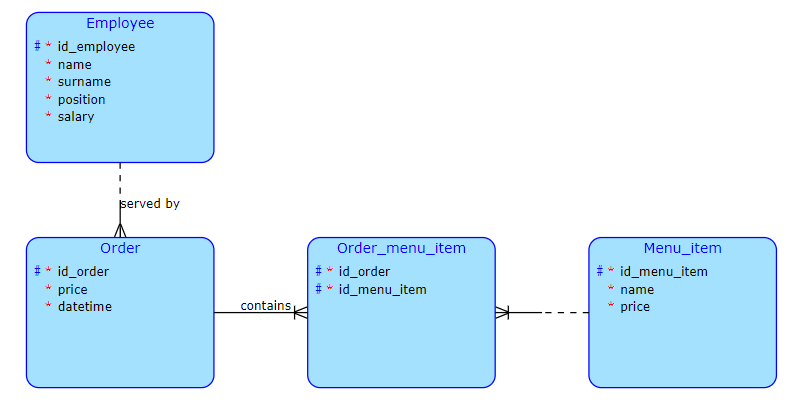 Employee
# * id_employee
* name
* surname
* position
* salary
served by
Order
# * id_order
* price
* datetime
contains
Order_menu_item
# * id_order
# * id_menu_item
Menu_item
# * id_menu_item
* name
* price